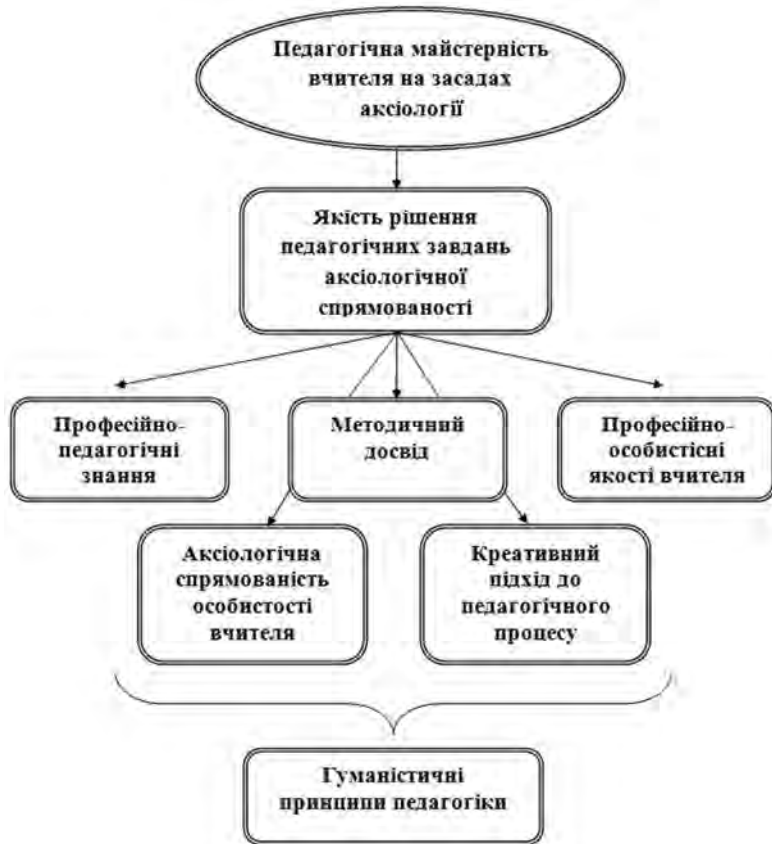 Педагогічна майстерність
вчителя на засадах
аксіології
Якість рішення
педагогічних завдань
аксіологічної
спрямованості
Професійно-
педагогічні
знання
Методичний
досвід
Професійно-
особистісні
якості вчителя
Аксіологічна
спрямованість
особистості
вчителя
Креативний
підхід до
педагогічного
процесу
Гуманістичні
принципи педагогіки